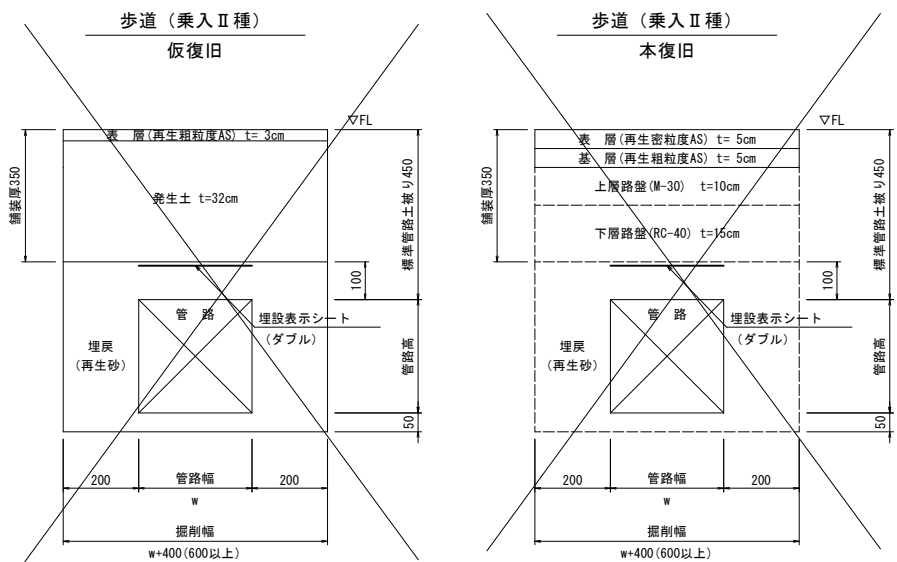 歩道（乗入Ⅱ種）
仮復旧
▽FL
表　層(再生粗粒度AS) t= 3cm
発生土 t=32cm
舗装厚350
標準管路土被り450
100
管　路
埋設表示シート
（ダブル）
埋戻
（再生砂）
管路高
50
200
管路幅
200
w
掘削幅
w+400(600以上)
歩道（乗入Ⅱ種）
本復旧
▽FL
表　層(再生密粒度AS) t= 5cm
基　層(再生粗粒度AS) t= 5cm
上層路盤(M-30)　t=10cm
下層路盤(RC-40) t=15cm
舗装厚350
標準管路土被り450
100
管　路
埋設表示シート
（ダブル）
埋戻
（再生砂）
管路高
50
200
管路幅
200
w
掘削幅
w+400(600以上)